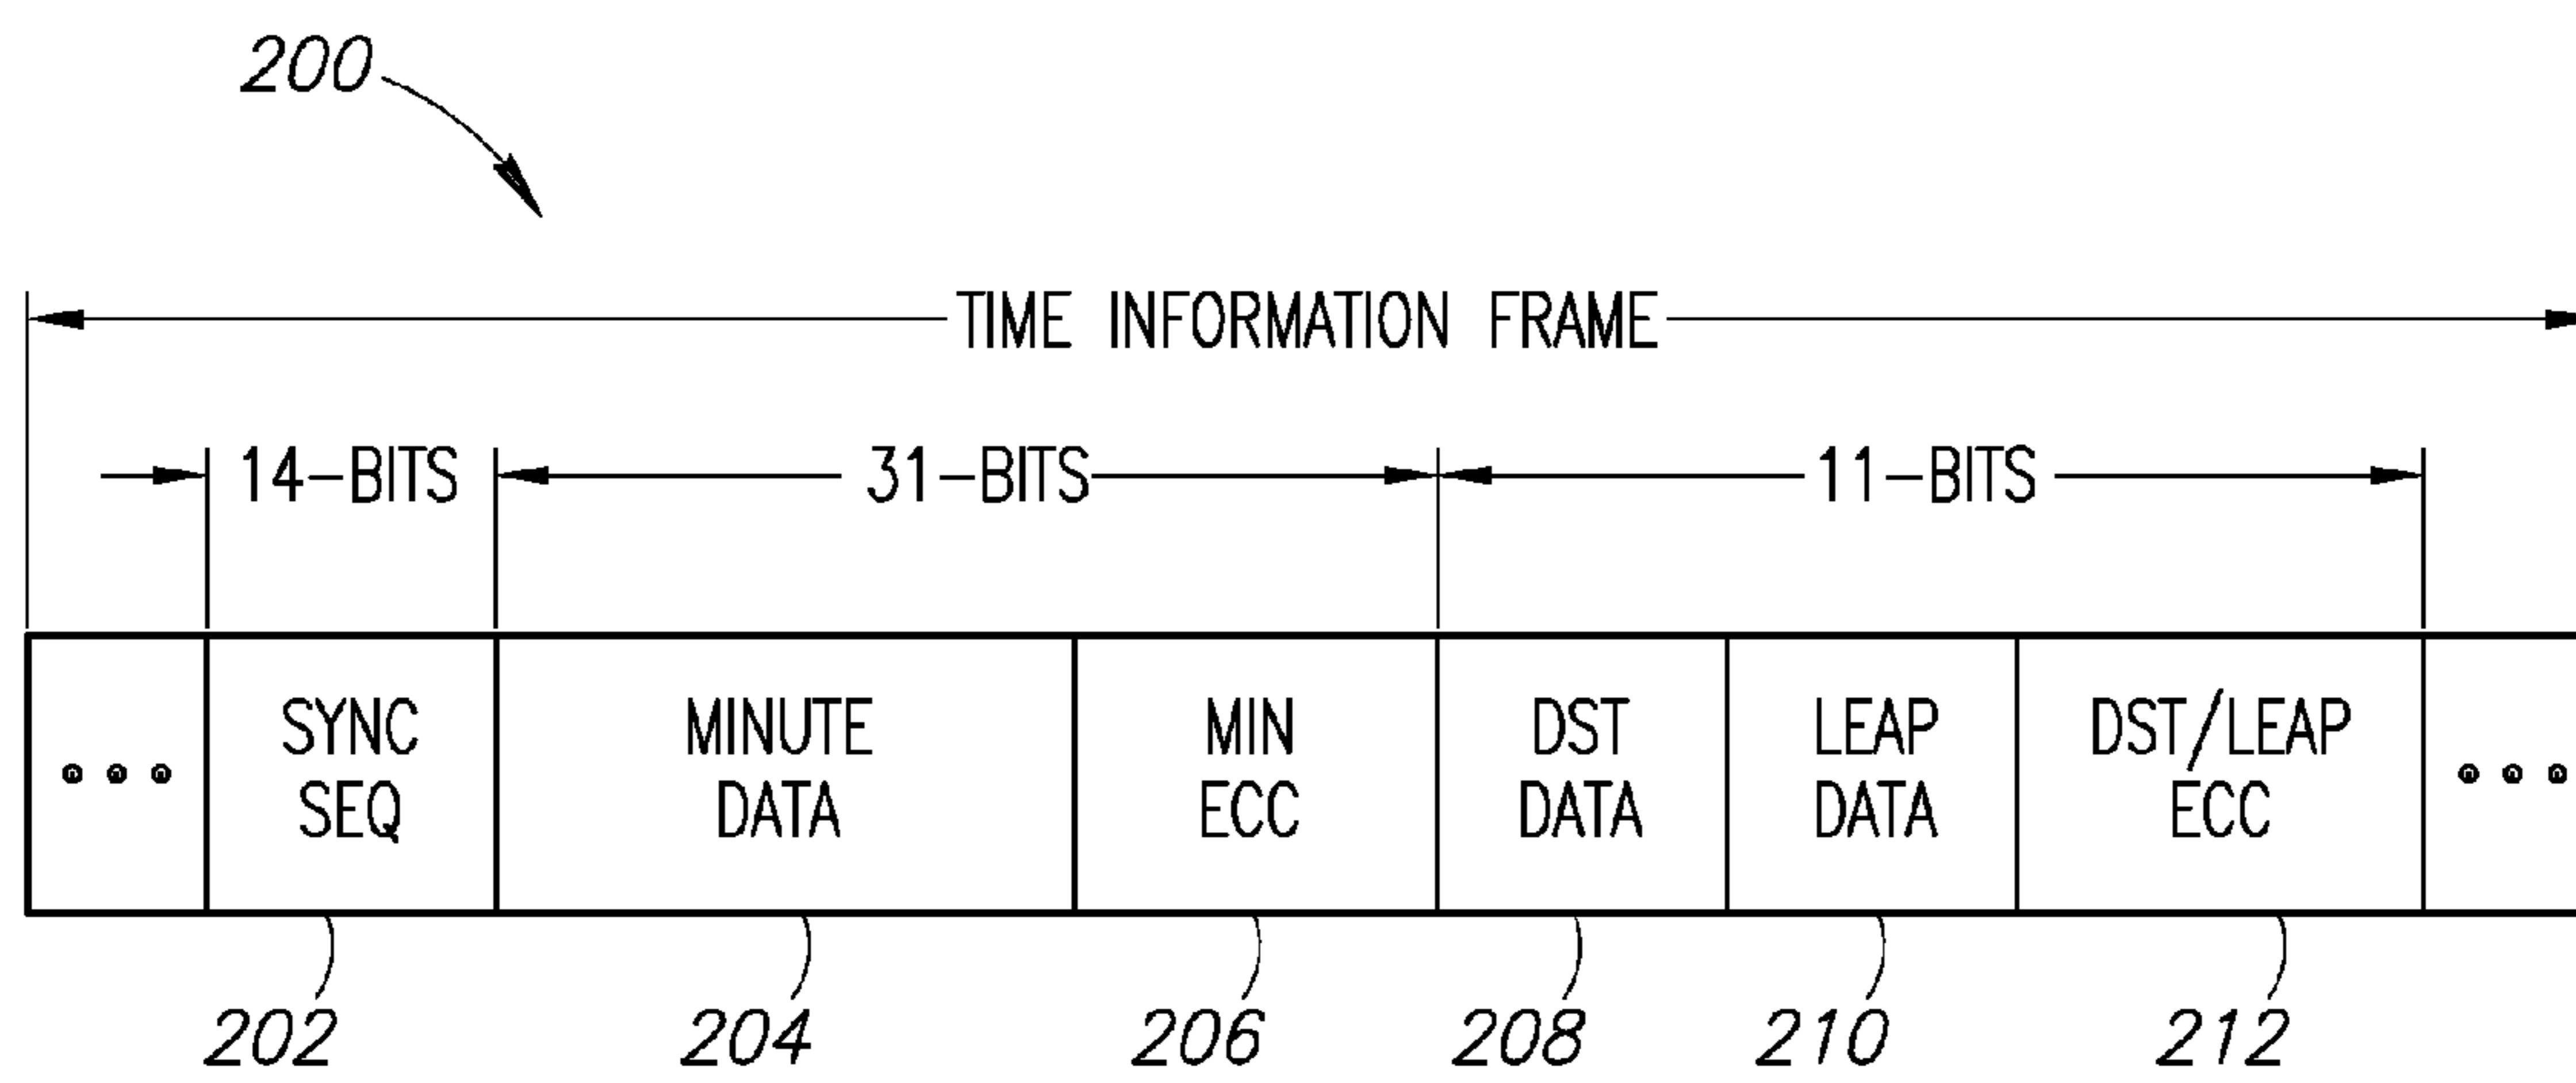 200
TIME INFORMATION FRAME
14-BITS 31-BITS 11-BITS
SYNC SEQ
MINUTE DATA
MIN ECC
DST DATA
LEAP DATA
DST/LEAP ECC
202 204 206 208 210 212